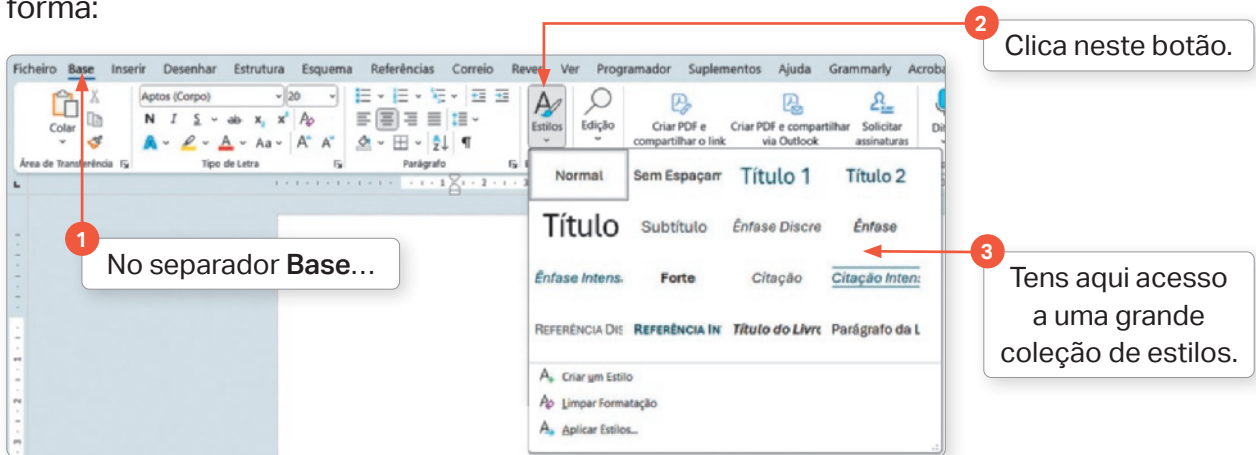 forma:
2
Clica neste botão.
Ficheiro Base Inserir Desenhar Estrutura Esquema Referências Correio Rever Ver Programador Suplementos Ajuda Grammarly
Aptos (Corpo) 20
Colar
N I S ab x x A
A A Aa A A
Estilos Edição Criar PDF e Criar PDF e compartilhar Solicitar
compartilhar o link via Outlook assinaturas
Área de Transferência Tipo de Letra Parágrafo
1
No separador Base...
Normal Sem Espaçam Título 1 Título 2
Título Subtítulo Ênfase Discre Ênfase
Ênfase Intens. Forte Citação Citação Inten:
REFERÊNCIA DIS REFERÊNCIA IN Título do Livro Parágrafo da L
Criar um Estilo
Limpar Formatação
Aplicar Estilos...
3
Tens aqui acesso
a uma grande
coleção de estilos.